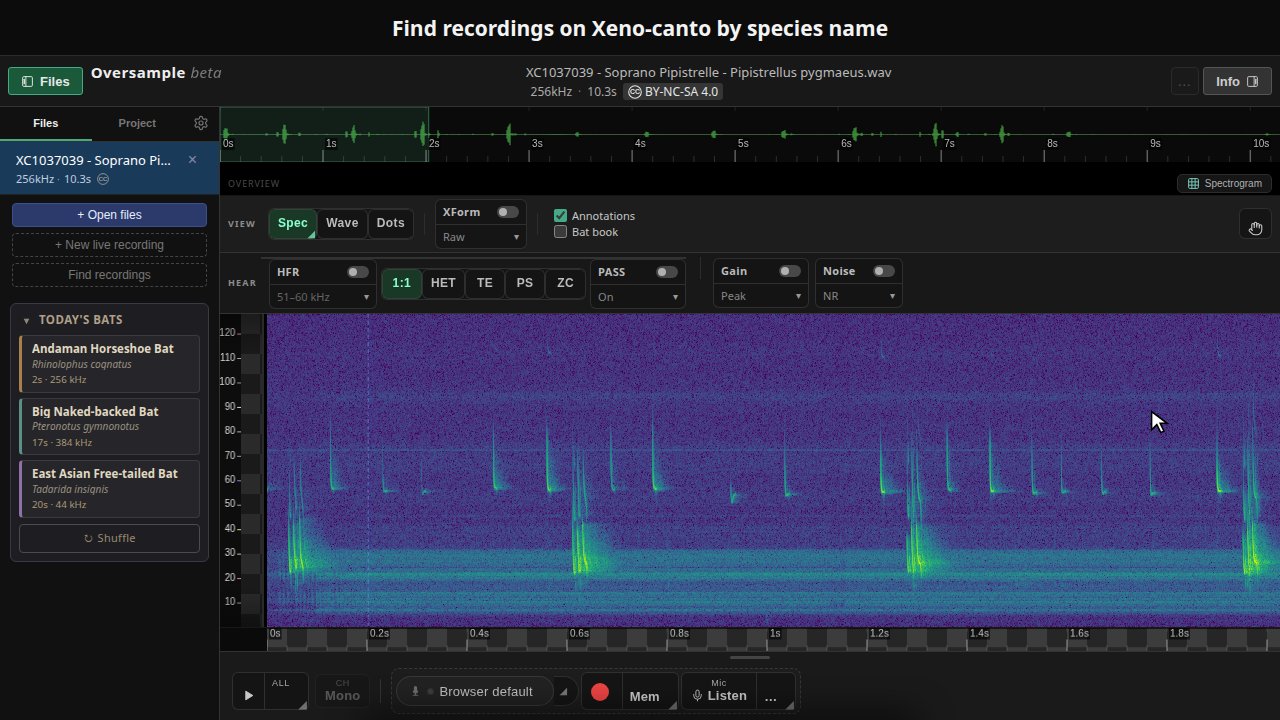 Find recordings on Xeno-canto by species name
Files
Oversample beta
XC1037039 - Soprano Pipistrelle - Pipistrellus pygmaeus.wav
256kHz · 10.3s
BY-NC-SA 4.0
...
Info
Files
Project
XC1037039 - Soprano Pi... ×
256kHz · 10.3s
+ Open files
+ New live recording
Find recordings
TODAY'S BATS
Andaman Horseshoe Bat
Rhinolophus cognatus
2s · 256 kHz
Big Naked-backed Bat
Pteronotus gymnonotus
17s · 384 kHz
East Asian Free-tailed Bat
Tadarida insignis
20s · 44 kHz
Shuffle
0s 1s 2s 3s 4s 5s 6s 7s 8s 9s 10s
OVERVIEW
Spectrogram
VIEW
Spec
Wave
Dots
XForm
Raw
Annotations
Bat book
HEAR
HFR
51–60 kHz
1:1
HET
TE
PS
ZC
PASS
On
Gain
Peak
Noise
NR
120
110
100
90
80
70
60
50
40
30
20
10
0s 0.2s 0.4s 0.6s 0.8s 1s 1.2s 1.4s 1.6s 1.8s
ALL
CH
Mono
Browser default
Mem
Mic
Listen
...